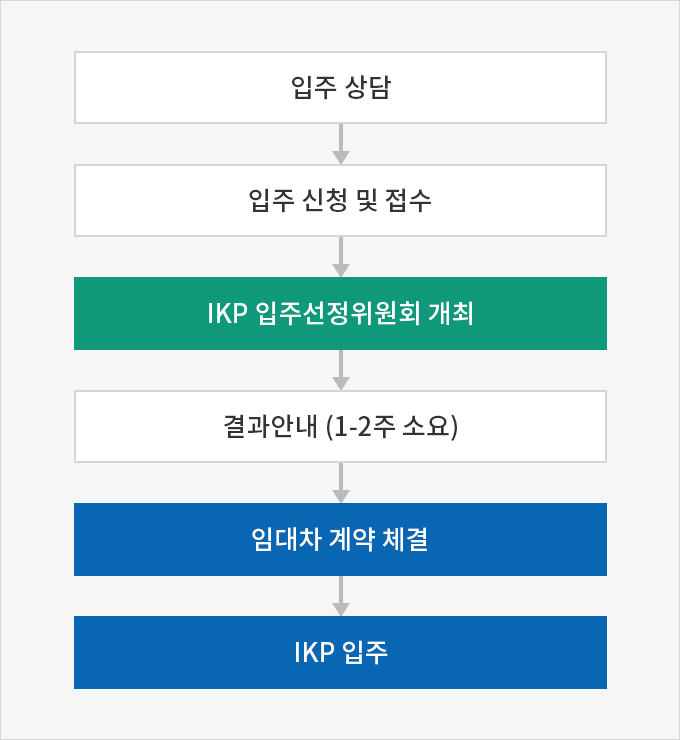 입주 상담
입주 신청 및 접수
IKP 입주선정위원회 개최
결과안내 (1-2주 소요)
임대차 계약 체결
IKP 입주